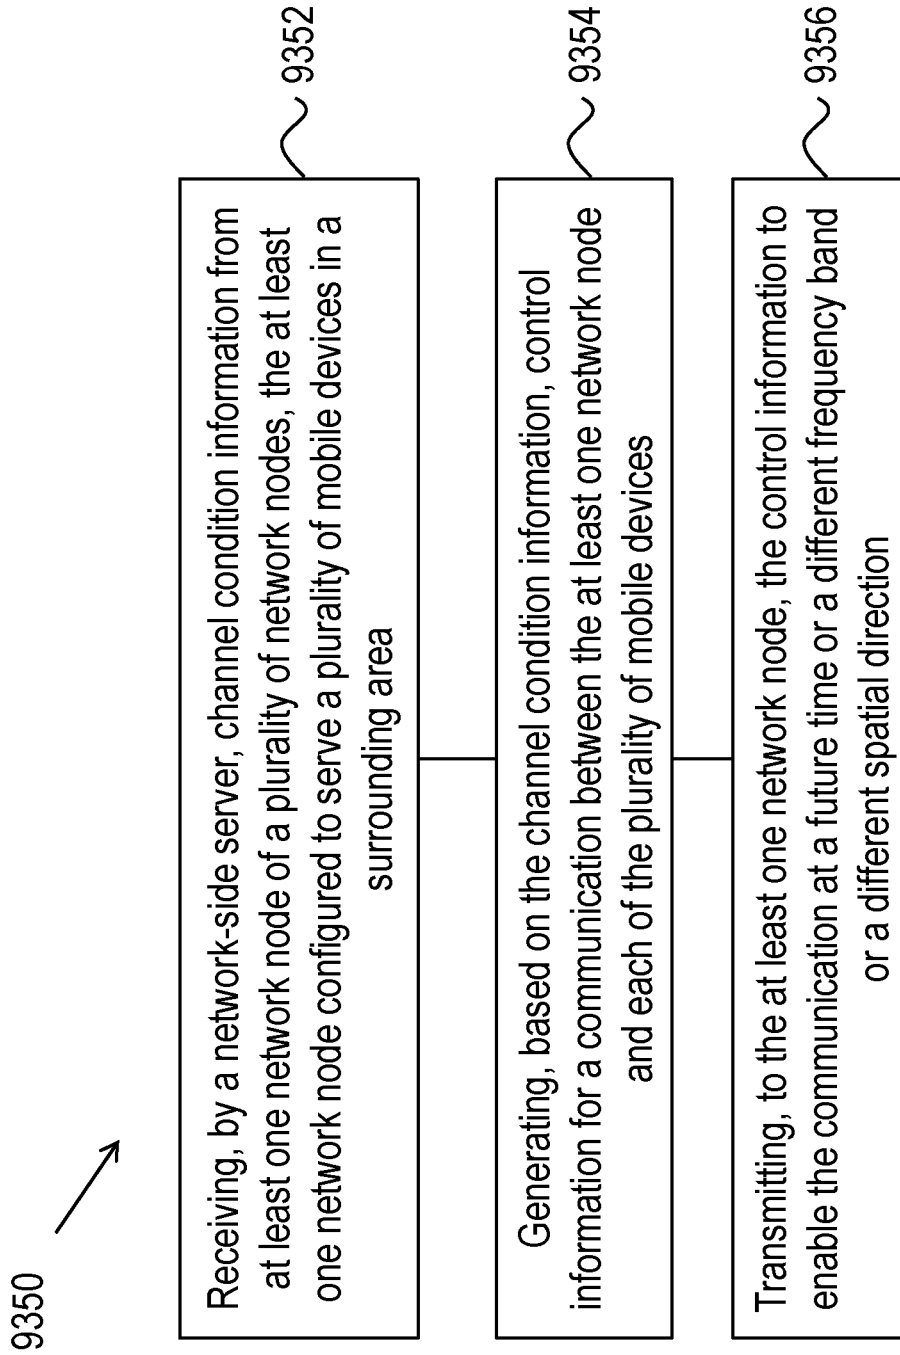 9350
Receiving, by a network-side server, channel condition information from
at least one network node of a plurality of network nodes, the at least
one network node configured to serve a plurality of mobile devices in a
surrounding area
9352
Generating, based on the channel condition information, control
information for a communication between the at least one network node
and each of the plurality of mobile devices
9354
Transmitting, to the at least one network node, the control information to
enable the communication at a future time or a different frequency band
or a different spatial direction
9356